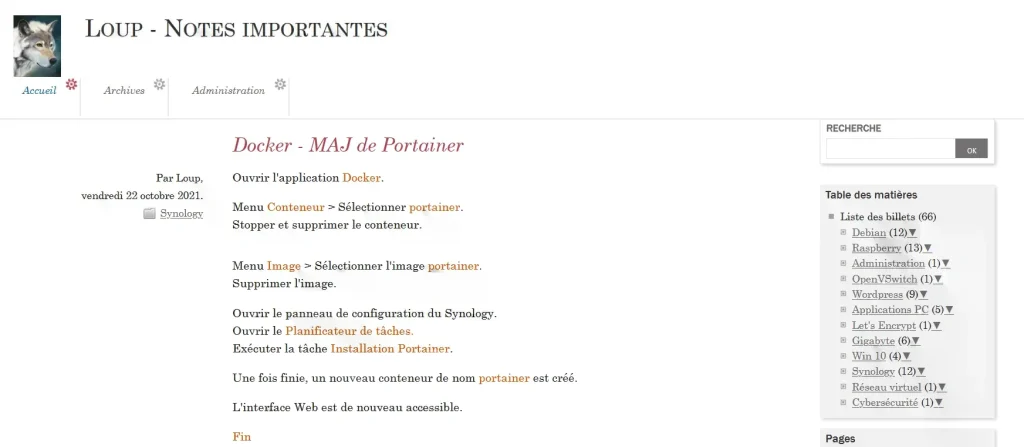 Loup - Notes importantes
Accueil
Archives
Administration
Docker - MAJ de Portainer
Par Loup,
vendredi 22 octobre 2021.
Synology
Ouvrir l'application Docker.
Menu Conteneur > Sélectionner portainer.
Stopper et supprimer le conteneur.
Menu Image > Sélectionner l'image portainer.
Supprimer l'image.
Ouvrir le panneau de configuration du Synology.
Ouvrir le Planificateur de tâches.
Exécuter la tâche Installation Portainer.
Une fois finie, un nouveau conteneur de nom portainer est créé.
L'interface Web est de nouveau accessible.
Fin
RECHERCHE
OK
Table des matières
Liste des billets (66)
Debian (12)▼
Raspberry (13)▼
Administration (1)▼
OpenVSwitch (1)▼
Wordpress (9)▼
Applications PC (5)▼
Let's Encrypt (1)▼
Gigabyte (6)▼
Win 10 (4)▼
Synology (12)▼
Réseau virtuel (1)▼
Cybersécurité (1)▼
Pages